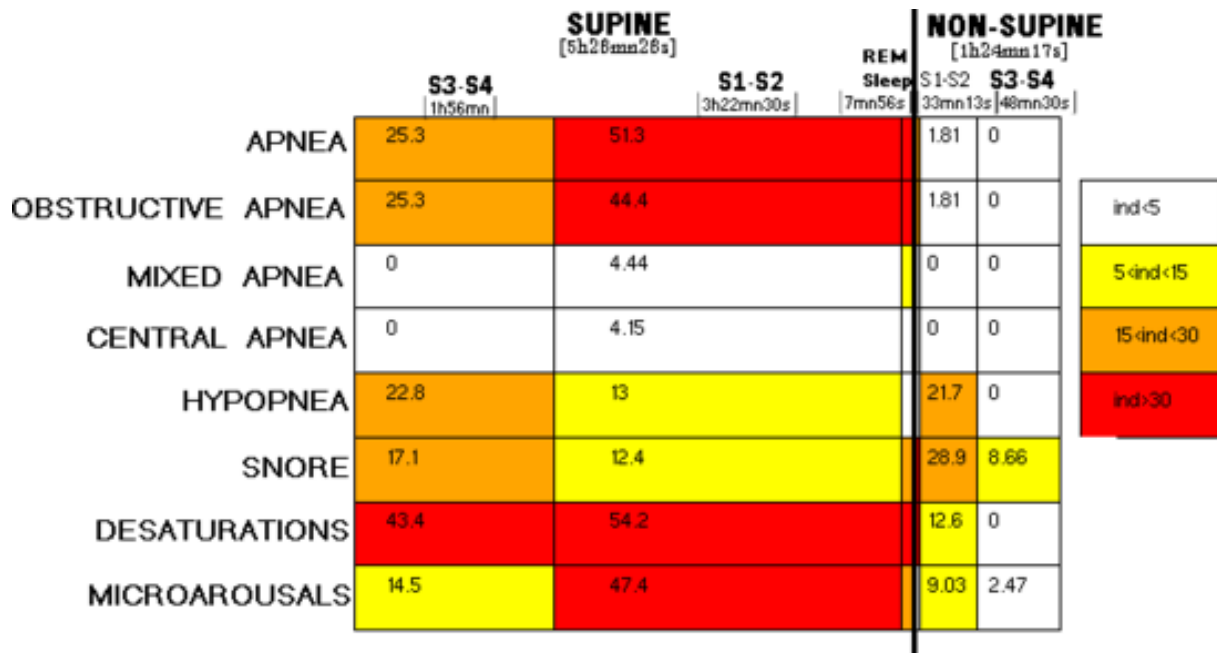 SUPINE
[5h26mn26s]
NON-SUPINE
[1h24mn17s]
REM
Sleep
S3-S4
S1-S2
S1-S2
S3-S4
|1h56mn|
|3h22mn30s|
|7mn56s|
33mn13s|48mn30s|
APNEA 25.3 51.3 1.81 0
OBSTRUCTIVE APNEA 25.3 44.4 1.81 0
ind<5
MIXED APNEA 0 4.44 0 0
5<ind<15
CENTRAL APNEA 0 4.15 0 0
15<ind<30
HYPOPNEA 22.8 13 21.7 0
ind>30
SNORE 17.1 12.4 28.9 8.66
DESATURATIONS 43.4 54.2 12.6 0
MICROAROUSALS 14.5 47.4 9.03 2.47